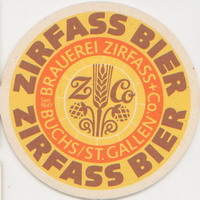 ZIRFASS BIER
BRAUEREI ZIRFASS+CO
Z Co
BUCHS/ST.GALLEN
ZIRFASS BIER